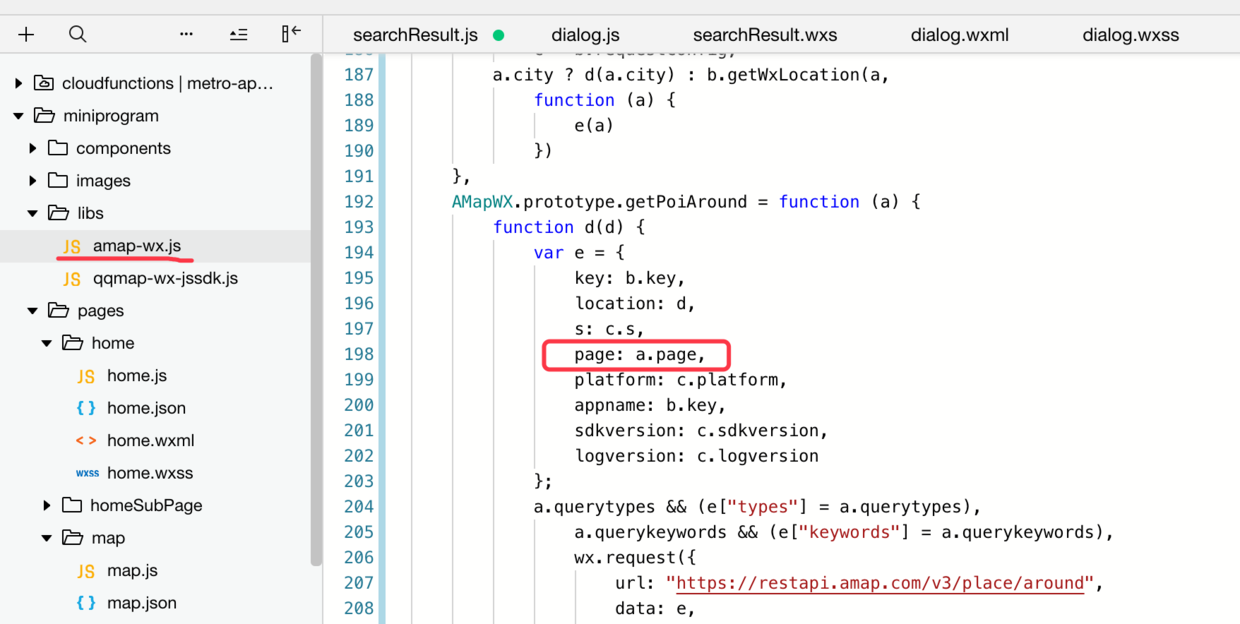 searchResult.js
dialog.js
searchResult.wxs
dialog.wxml
dialog.wxss
cloudfunctions | metro-ap...
miniprogram
components
images
libs
JS amap-wx.js
JS qqmap-wx-jssdk.js
pages
home
JS home.js
{ } home.json
< > home.wxml
wxss home.wxss
homeSubPage
map
JS map.js
{ } map.json
187 a.city ? d(a.city) : b.getWxLocation(a,
188 function (a) {
189 e(a)
190 })
191 },
192 AMapWX.prototype.getPoiAround = function (a) {
193 function d(d) {
194 var e = {
195 key: b.key,
196 location: d,
197 s: c.s,
198 page: a.page,
199 platform: c.platform,
200 appname: b.key,
201 sdkversion: c.sdkversion,
202 logversion: c.logversion
203 };
204 a.querytypes && (e["types"] = a.querytypes),
205 a.querykeywords && (e["keywords"] = a.querykeywords),
206 wx.request({
207 url: "https://restapi.amap.com/v3/place/around",
208 data: e,